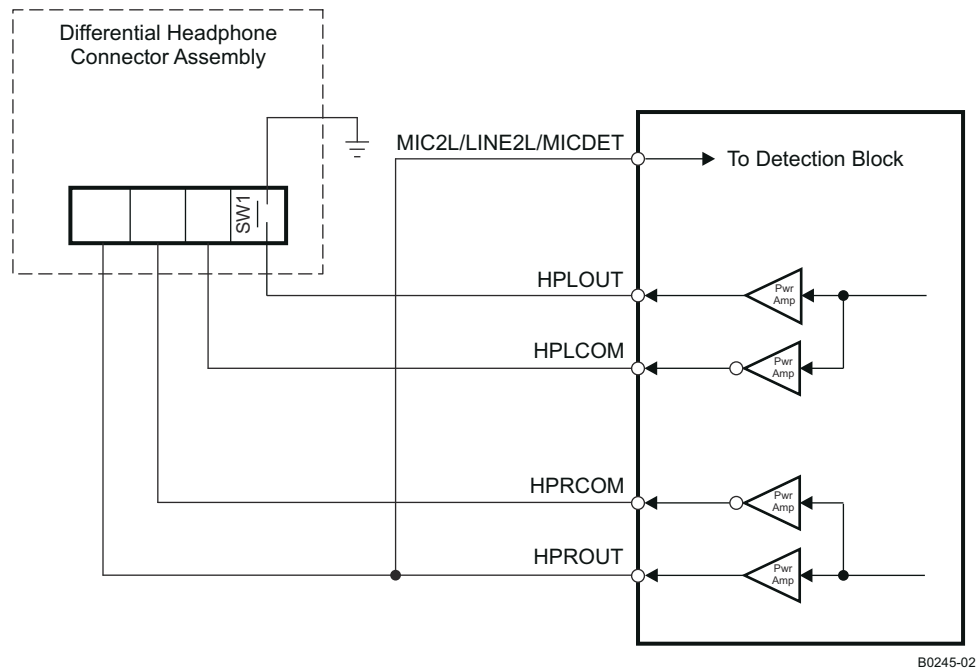 Differential Headphone
Connector Assembly
MIC2L/LINE2L/MICDET
To Detection Block
SW1
HPLOUT
Pwr
Amp
HPLCOM
Pwr
Amp
HPRCOM
Pwr
Amp
HPROUT
Pwr
Amp
B0245-02